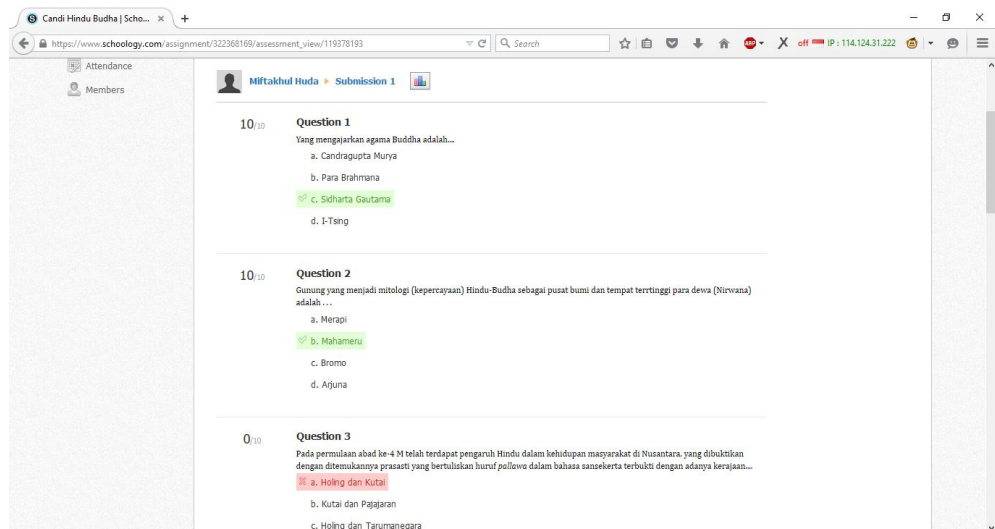 Candi Hindu Budha | Scho...
https://www.schoology.com/assignment/322368169/assessment_view/119378193
Search
ABP
off IP : 114.124.31.222
Attendance
Members
Miftakhul Huda Submission 1
10/10 Question 1
Yang mengajarkan agama Buddha adalah...
a. Candragupta Murya
b. Para Brahmana
c. Sidharta Gautama
d. I-Tsing
10/10 Question 2
Gunung yang menjadi mitologi (kepercayaan) Hindu-Budha sebagai pusat bumi dan tempat terrtinggi para dewa (Nirwana)
adalah . . .
a. Merapi
b. Mahameru
c. Bromo
d. Arjuna
0/10 Question 3
Pada permulaan abad ke-4 M telah terdapat pengaruh Hindu dalam kehidupan masyarakat di Nusantara, yang dibuktikan
dengan ditemukannya prasasti yang bertuliskan huruf pallawa dalam bahasa sansekerta terbukti dengan adanya kerajaan...
a. Holing dan Kutai
b. Kutai dan Pajajaran
c. Holing dan Tarumanegara